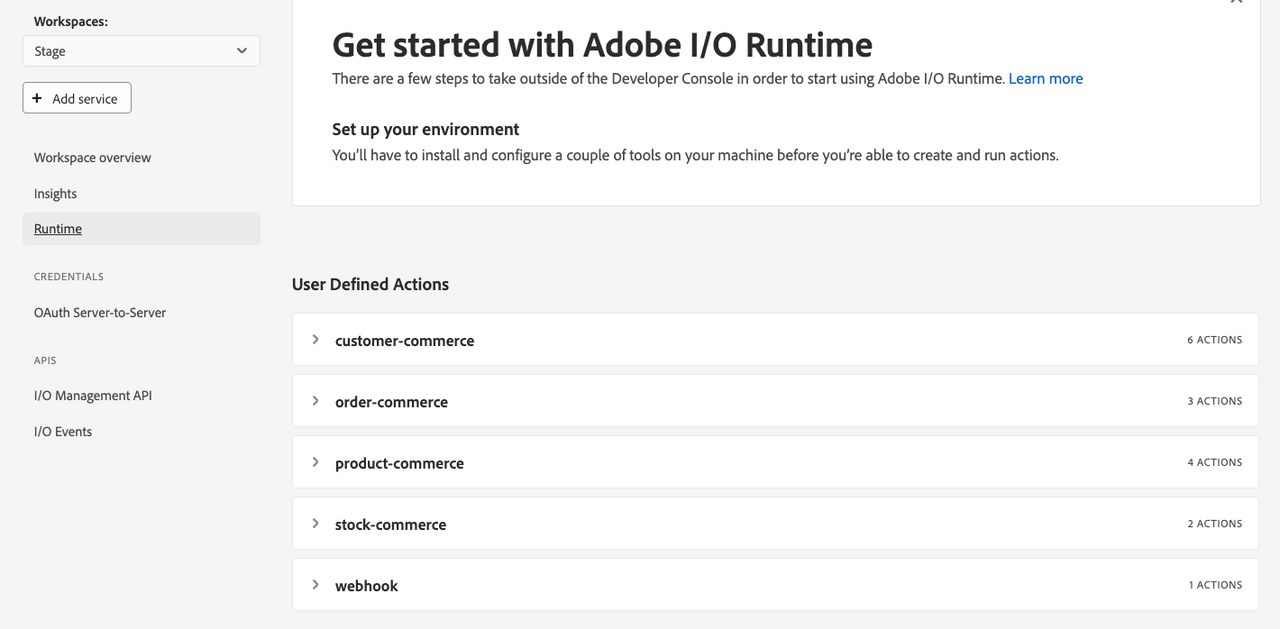 Workspaces:
Stage
+ Add service
Workspace overview
Insights
Runtime
CREDENTIALS
OAuth Server-to-Server
APIS
I/O Management API
I/O Events
Get started with Adobe I/O Runtime
There are a few steps to take outside of the Developer Console in order to start using Adobe I/O Runtime. Learn more
Set up your environment
You’ll have to install and configure a couple of tools on your machine before you’re able to create and run actions.
User Defined Actions
customer-commerce 6 ACTIONS
order-commerce 3 ACTIONS
product-commerce 4 ACTIONS
stock-commerce 2 ACTIONS
webhook 1 ACTIONS